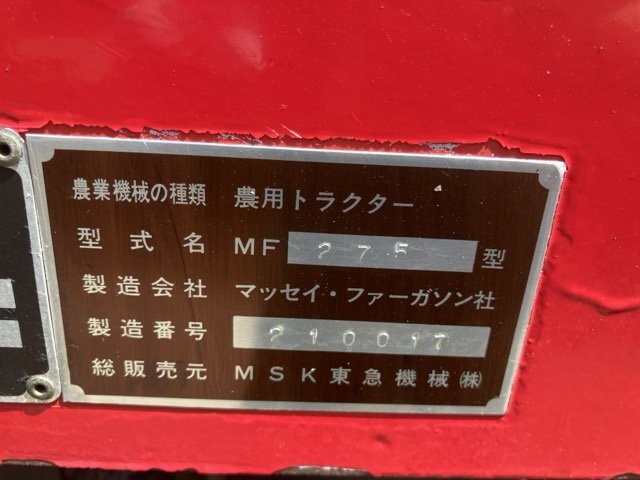 農業機械の種類 農用トラクター
型式名 MF 275 型
製造会社 マッセイ・ファーガソン社
製造番号 210017
総販売元 MSK東急機械㈱